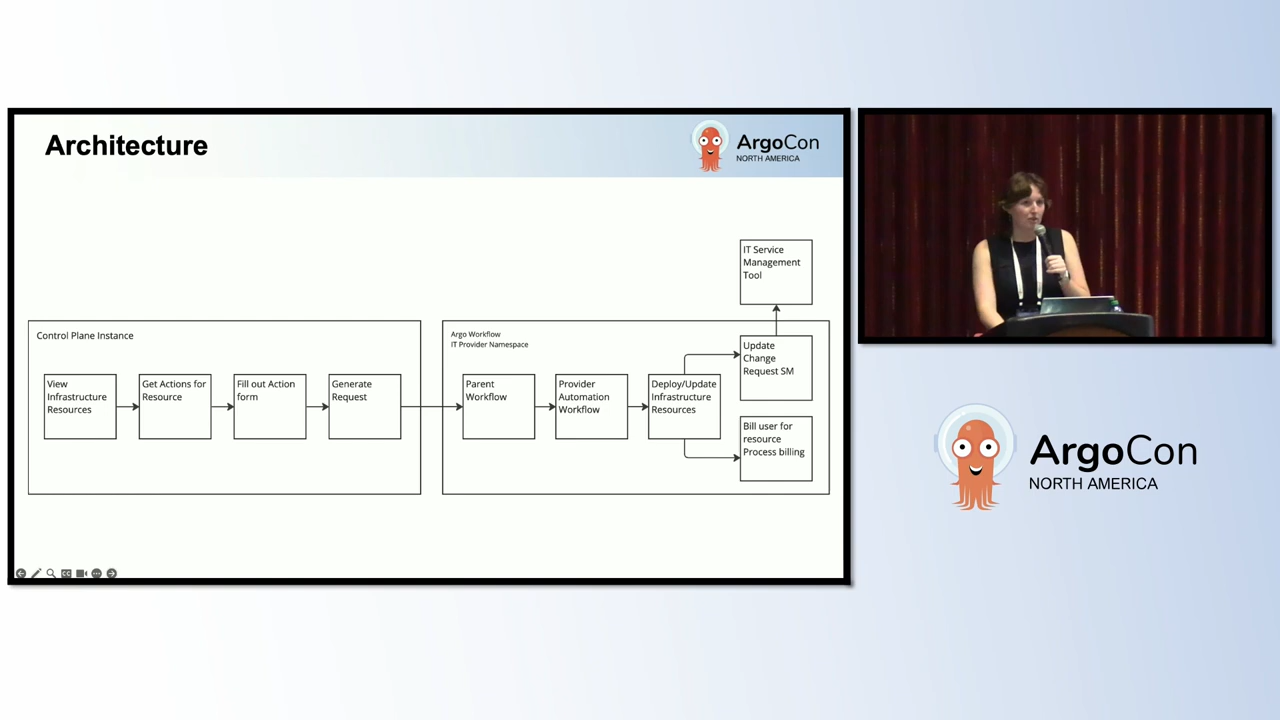 Architecture
ArgoCon
NORTH AMERICA
IT Service
Management
Tool
Control Plane Instance
View
Infrastructure
Resources
Get Actions for
Resource
Fill out Action
form
Generate
Request
Argo Workflow
IT Provider Namespace
Parent
Workflow
Provider
Automation
Workflow
Deploy/Update
Infrastructure
Resources
Update
Change
Request SM
Bill user for
resource
Process billing
CC
ArgoCon
NORTH AMERICA